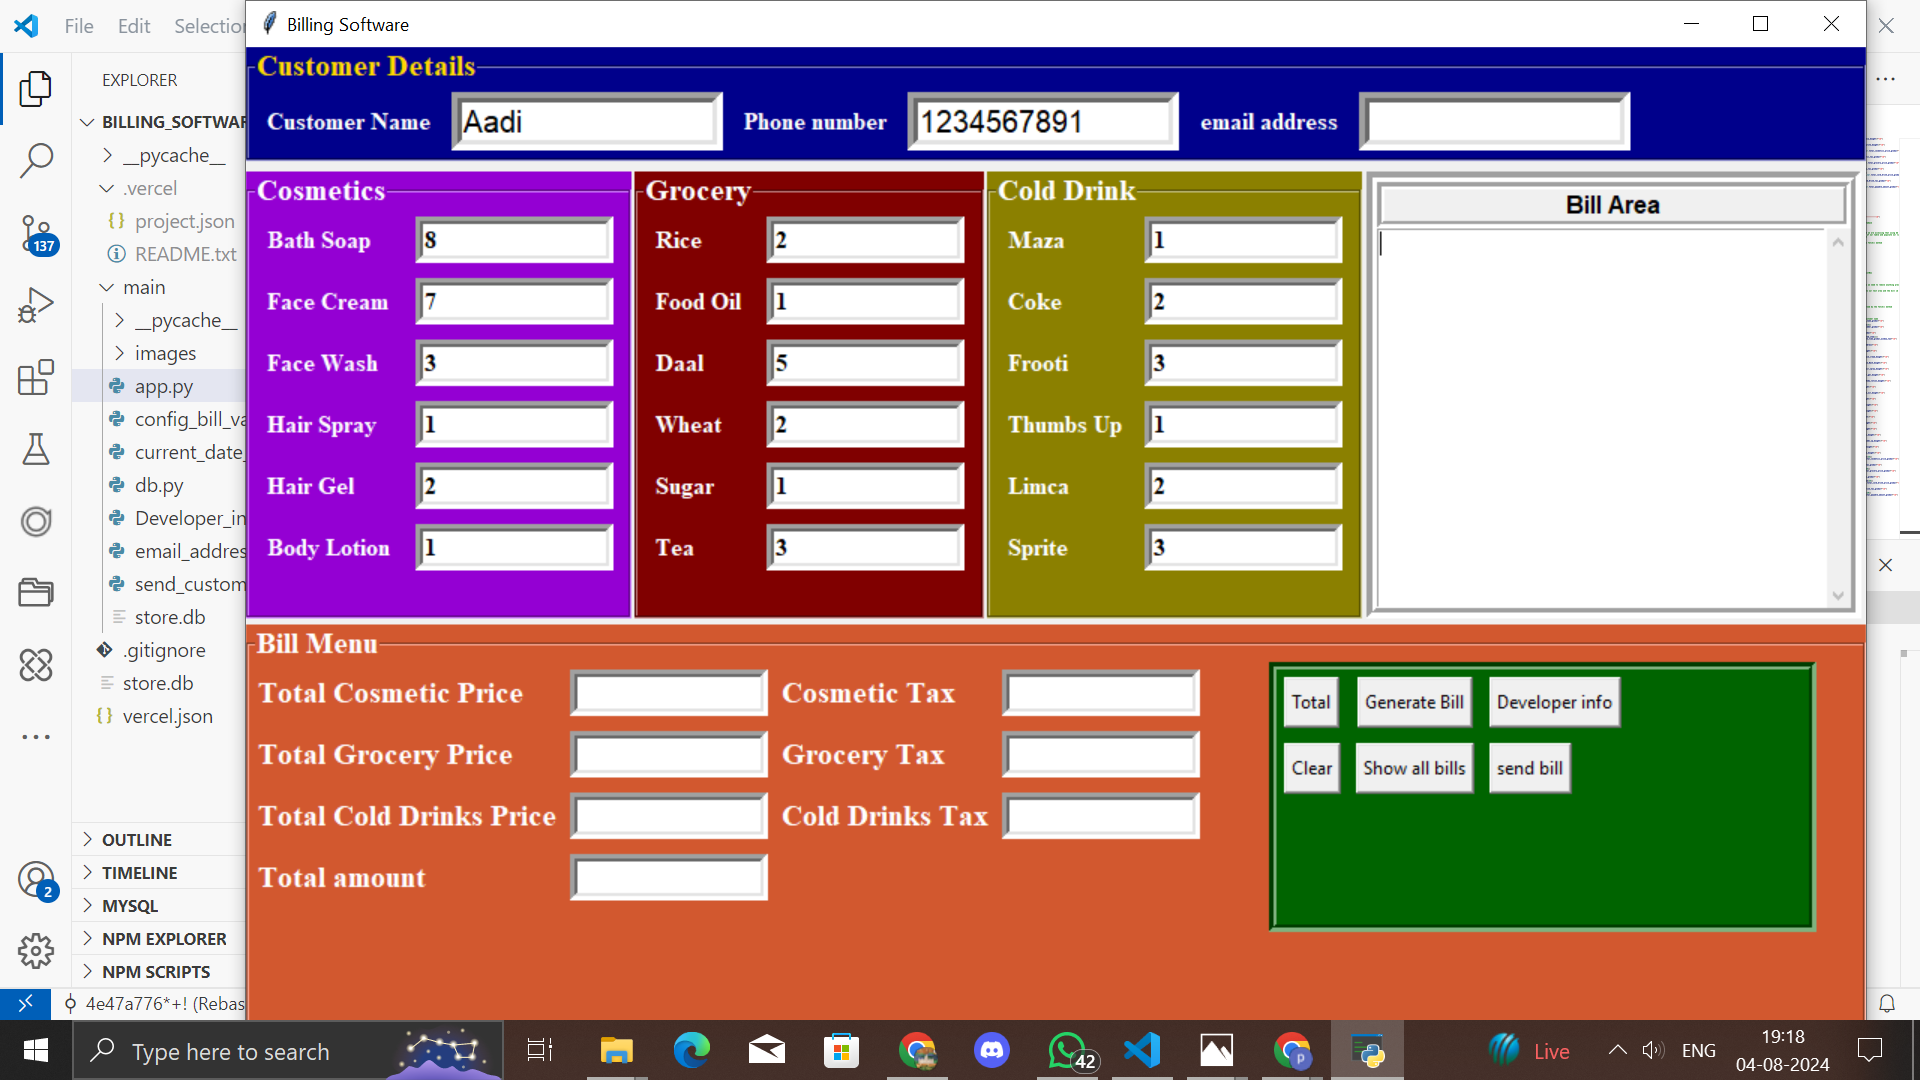 File Edit Selectio
Billing Software
EXPLORER
BILLING_SOFTWAR
__pycache__
.vercel
project.json
README.txt
main
__pycache__
images
app.py
config_bill_va
current_date_
db.py
Developer_in
email_addres
send_custom
store.db
.gitignore
store.db
vercel.json
OUTLINE
TIMELINE
MYSQL
NPM EXPLORER
NPM SCRIPTS
137
2
4e47a776*+! (Rebas
Customer Details
Customer Name Aadi Phone number 1234567891 email address
Cosmetics
Bath Soap 8
Face Cream 7
Face Wash 3
Hair Spray 1
Hair Gel 2
Body Lotion 1
Grocery
Rice 2
Food Oil 1
Daal 5
Wheat 2
Sugar 1
Tea 3
Cold Drink
Maza 1
Coke 2
Frooti 3
Thumbs Up 1
Limca 2
Sprite 3
Bill Area
Bill Menu
Total Cosmetic Price Cosmetic Tax
Total Grocery Price Grocery Tax
Total Cold Drinks Price Cold Drinks Tax
Total amount
Total Generate Bill Developer info
Clear Show all bills send bill
Type here to search
42
p
Live
ENG
19:18
04-08-2024